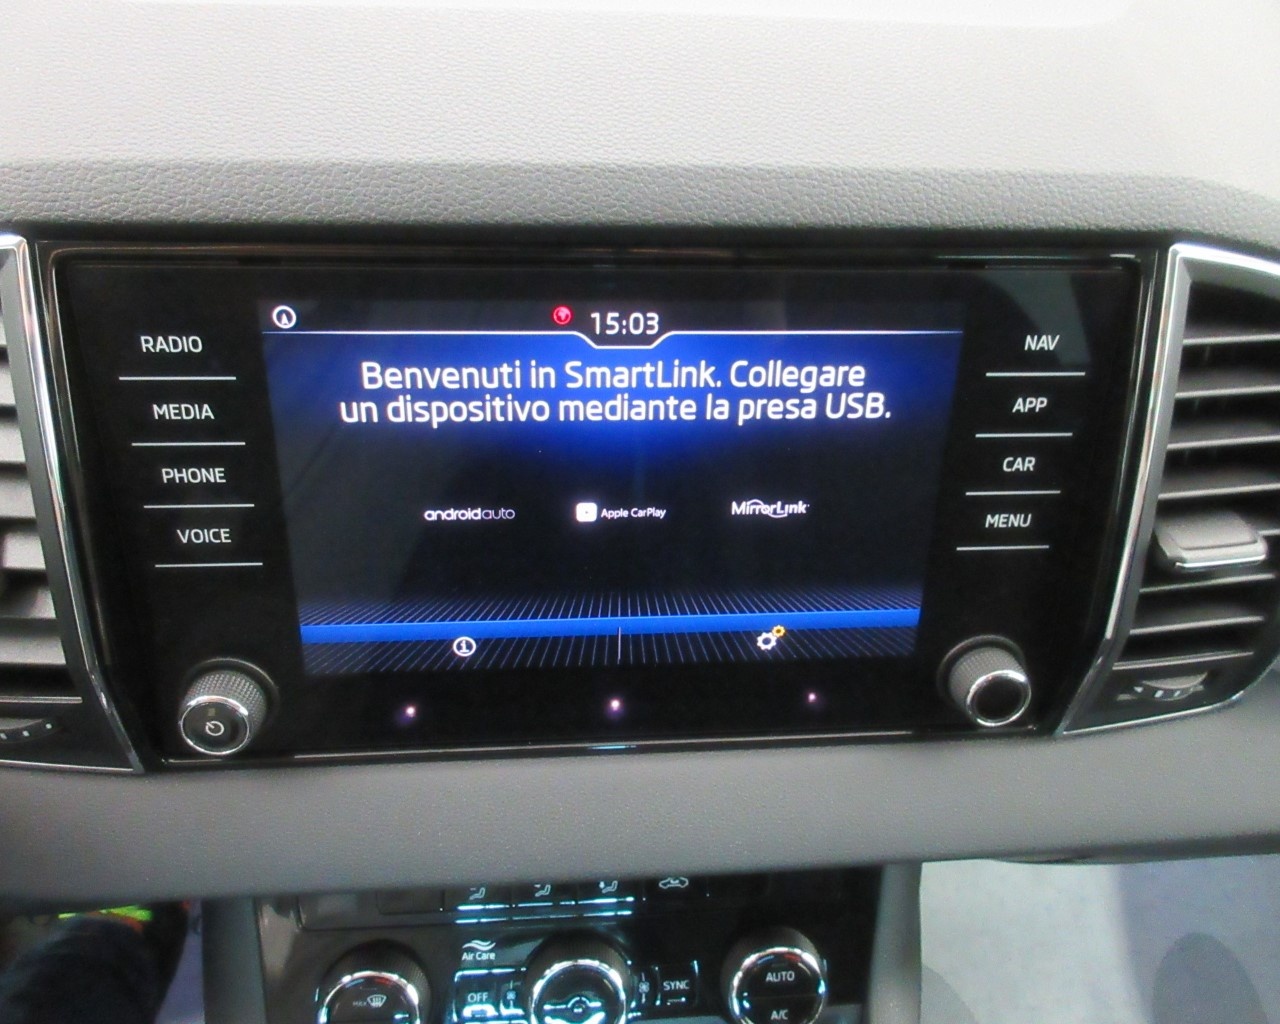 15:03
Benvenuti in SmartLink. Collegare
un dispositivo mediante la presa USB.
androidauto
Apple CarPlay
MirrorLink
RADIO
MEDIA
PHONE
VOICE
NAV
APP
CAR
MENU
Air Care
MAX
OFF
SYNC
AUTO
A/C